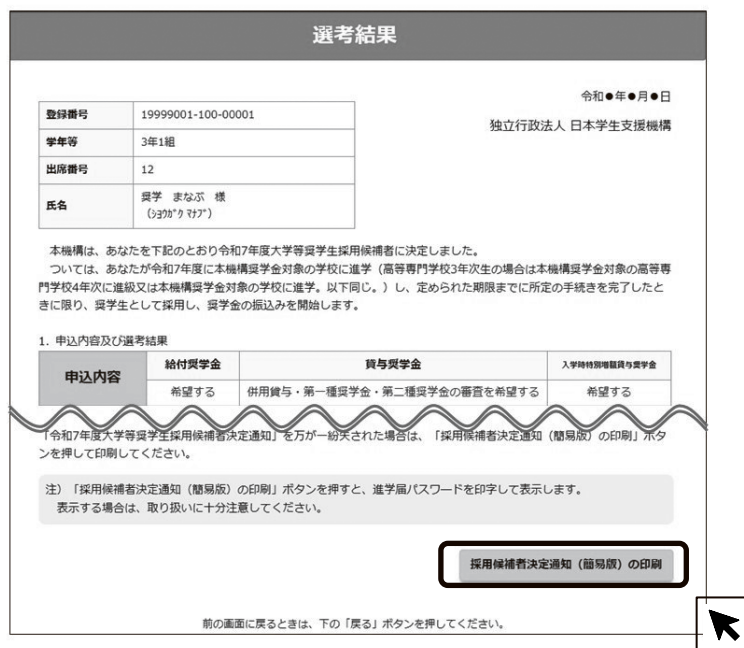 選考結果
令和●年●月●日
独立行政法人 日本学生支援機構
登録番号 19999001-100-00001
学年等 3年1組
出席番号 12
氏名 奨学 まなぶ 様
(ｼｮｳｶﾞｸ ﾏﾅﾌﾞ)
本機構は、あなたを下記のとおり令和7年度大学等奨学生採用候補者に決定しました。
ついては、あなたが令和7年度に本機構奨学金対象の学校に進学（高等専門学校3年次生の場合は本機構奨学金対象の高等専
門学校4年次に進級又は本機構奨学金対象の学校に進学。以下同じ。）し、定められた期限までに所定の手続きを完了したと
きに限り、奨学生として採用し、奨学金の振込みを開始します。
1．申込内容及び選考結果
申込内容 給付奨学金 貸与奨学金 入学時特別増額貸与奨学金
希望する 併用貸与・第一種奨学金・第二種奨学金の審査を希望する 希望する
「令和7年度大学等奨学生採用候補者決定通知」を万が一紛失された場合は、「採用候補者決定通知（簡易版）の印刷」ボタ
ンを押して印刷してください。
注）「採用候補者決定通知（簡易版）の印刷」ボタンを押すと、進学届パスワードを印字して表示します。
表示する場合は、取り扱いに十分注意してください。
採用候補者決定通知（簡易版）の印刷
前の画面に戻るときは、下の「戻る」ボタンを押してください。